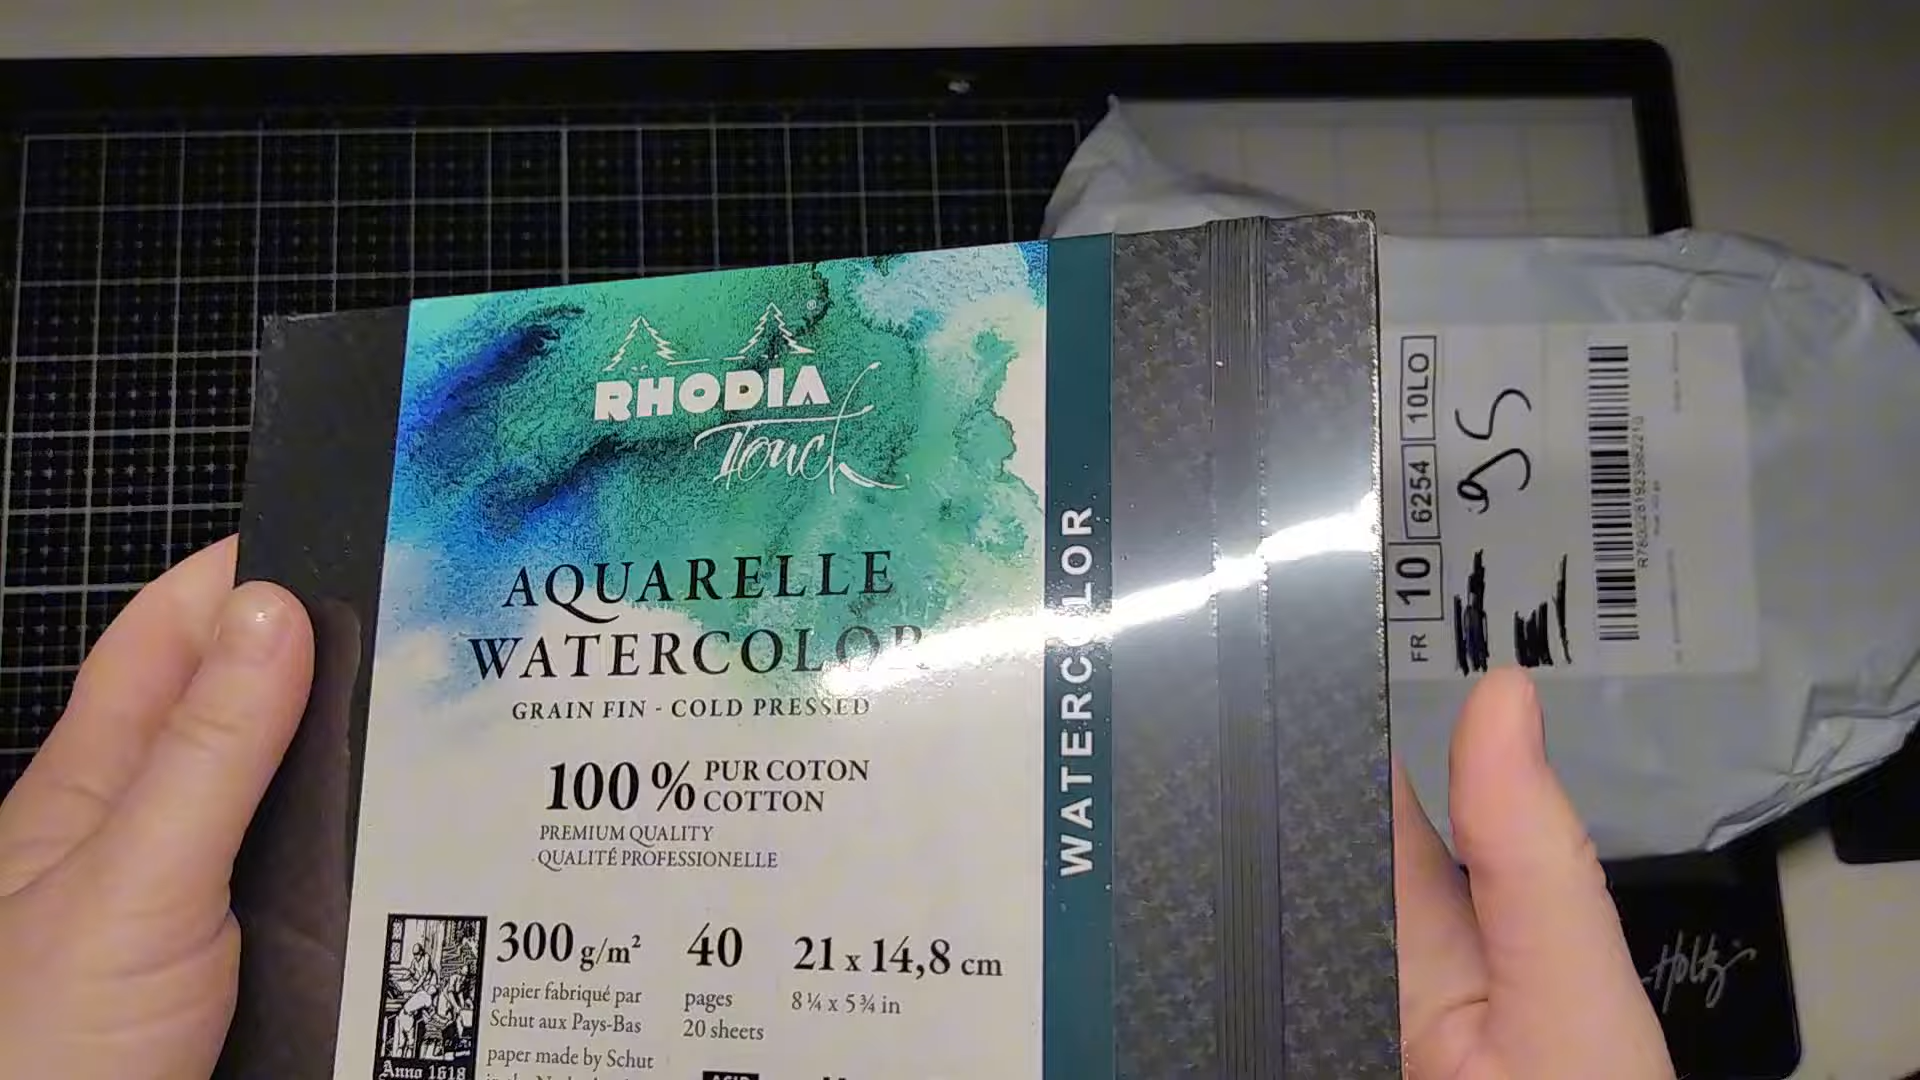 RHODIA
Touch
AQUARELLE
WATERCOLOR
GRAIN FIN - COLD PRESSED
100 % PUR COTON
COTTON
PREMIUM QUALITY
QUALITÉ PROFESSIONELLE
300 g/m²
papier fabriqué par
Schut aux Pays-Bas
paper made by Schut
Anno 1618
40
pages
20 sheets
21 x 14,8 cm
8 ¼ x 5 ¾ in
WATERCOLOR
FR 10 6254 10LO
95
Holtz